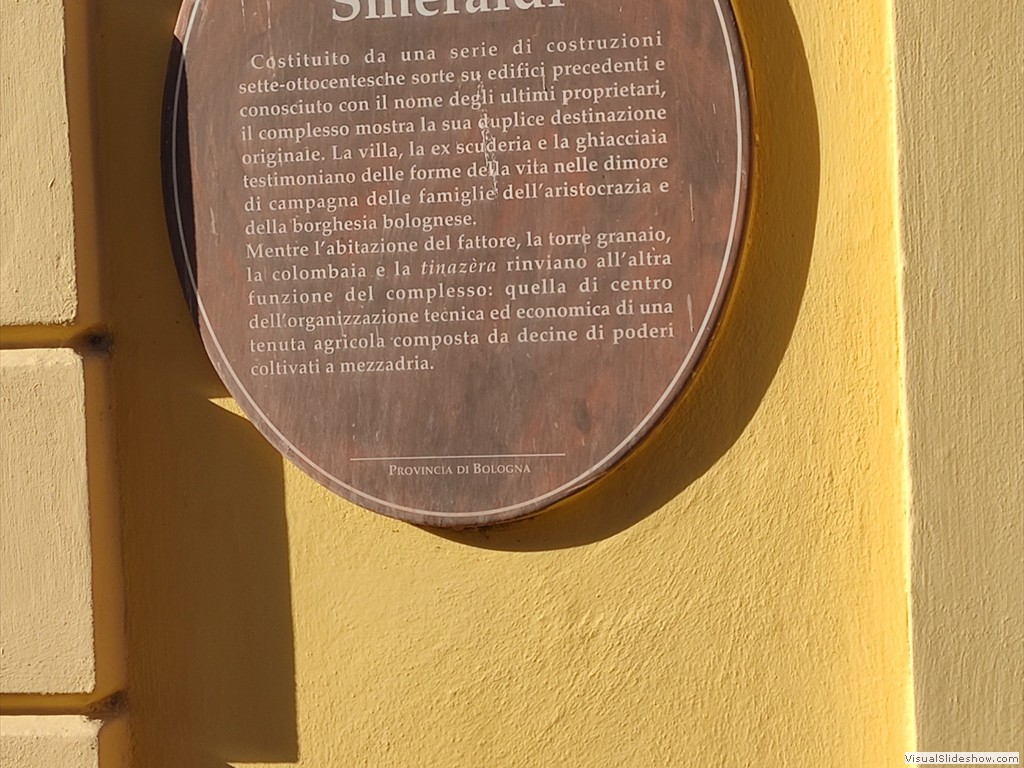 Smeraldi
Costituito da una serie di costruzioni
sette-ottocentesche sorte su edifici precedenti e
conosciuto con il nome degli ultimi proprietari,
il complesso mostra la sua duplice destinazione
originale. La villa, la ex scuderia e la ghiacciaia
testimoniano delle forme della vita nelle dimore
di campagna delle famiglie dell'aristocrazia e
della borghesia bolognese.
Mentre l'abitazione del fattore, la torre granaio,
la colombaia e la tinazèra rinviano all'altra
funzione del complesso: quella di centro
dell'organizzazione tecnica ed economica di una
tenuta agricola composta da decine di poderi
coltivati a mezzadria.
PROVINCIA DI BOLOGNA
VisualSlideshow.com